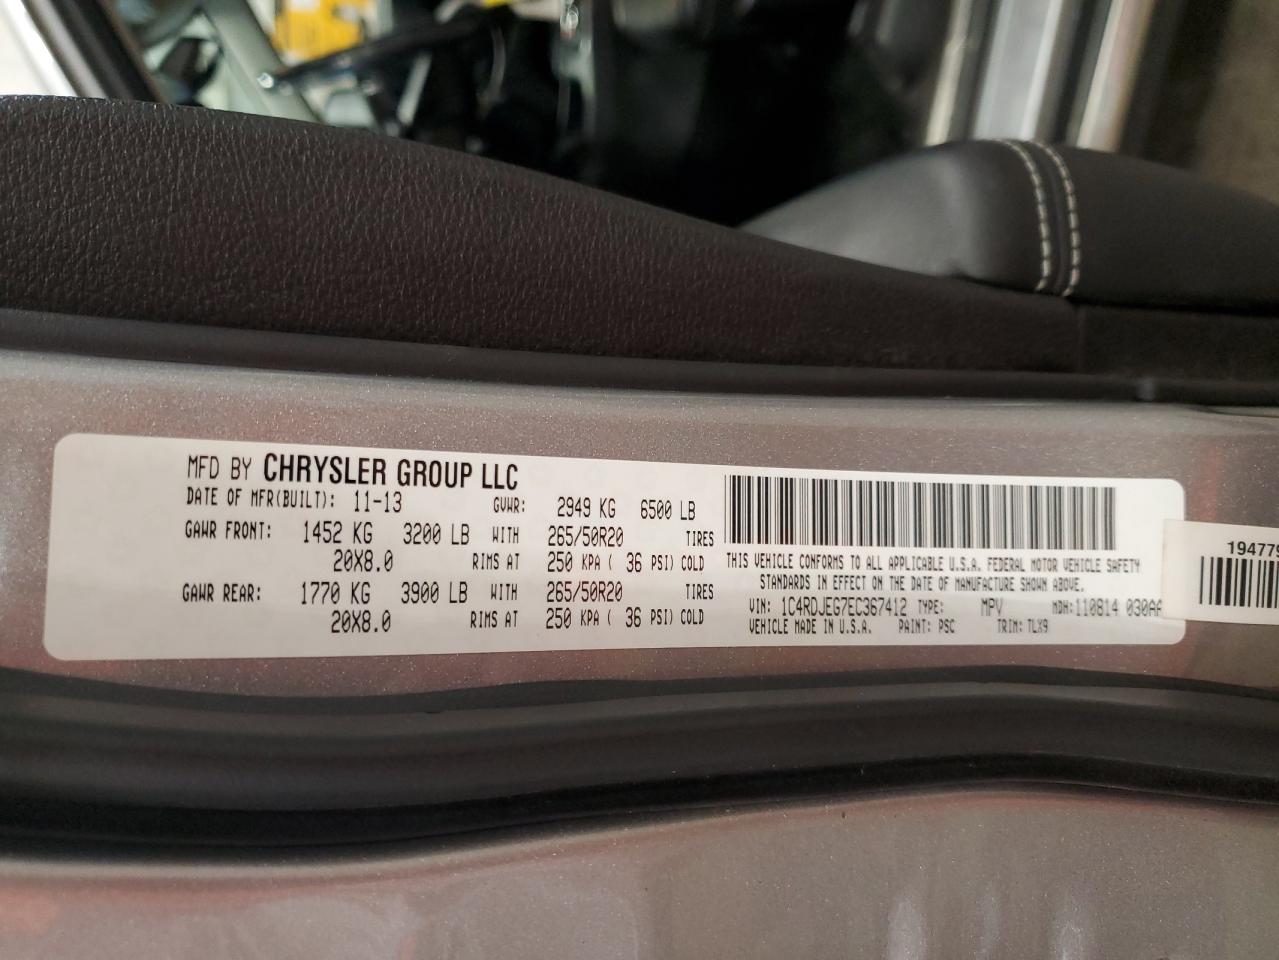 MFD BY CHRYSLER GROUP LLC
DATE OF MFR(BUILT): 11-13 GVWR: 2949 KG 6500 LB
GAWR FRONT: 1452 KG 3200 LB WITH 265/50R20 TIRES
20X8.0 RIMS AT 250 KPA ( 36 PSI) COLD
GAWR REAR: 1770 KG 3900 LB WITH 265/50R20 TIRES
20X8.0 RIMS AT 250 KPA ( 36 PSI) COLD
THIS VEHICLE CONFORMS TO ALL APPLICABLE U.S.A. FEDERAL MOTOR VEHICLE SAFETY
STANDARDS IN EFFECT ON THE DATE OF MANUFACTURE SHOWN ABOVE.
VIN: 1C4RDJEG7EC367412 TYPE: MPV MDH: 110814 030AA
VEHICLE MADE IN U.S.A. PAINT: PSC TRIM: TLX9